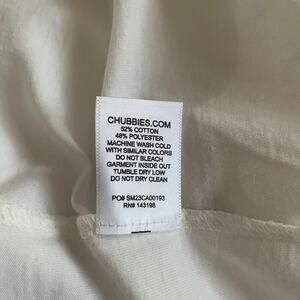 CHUBBIES.COM
52% COTTON
48% POLYESTER
MACHINE WASH COLD
WITH SIMILAR COLORS
DO NOT BLEACH
GARMENT INSIDE OUT
TUMBLE DRY LOW
DO NOT DRY CLEAN
PO# SM23CA00193
RN# 143198